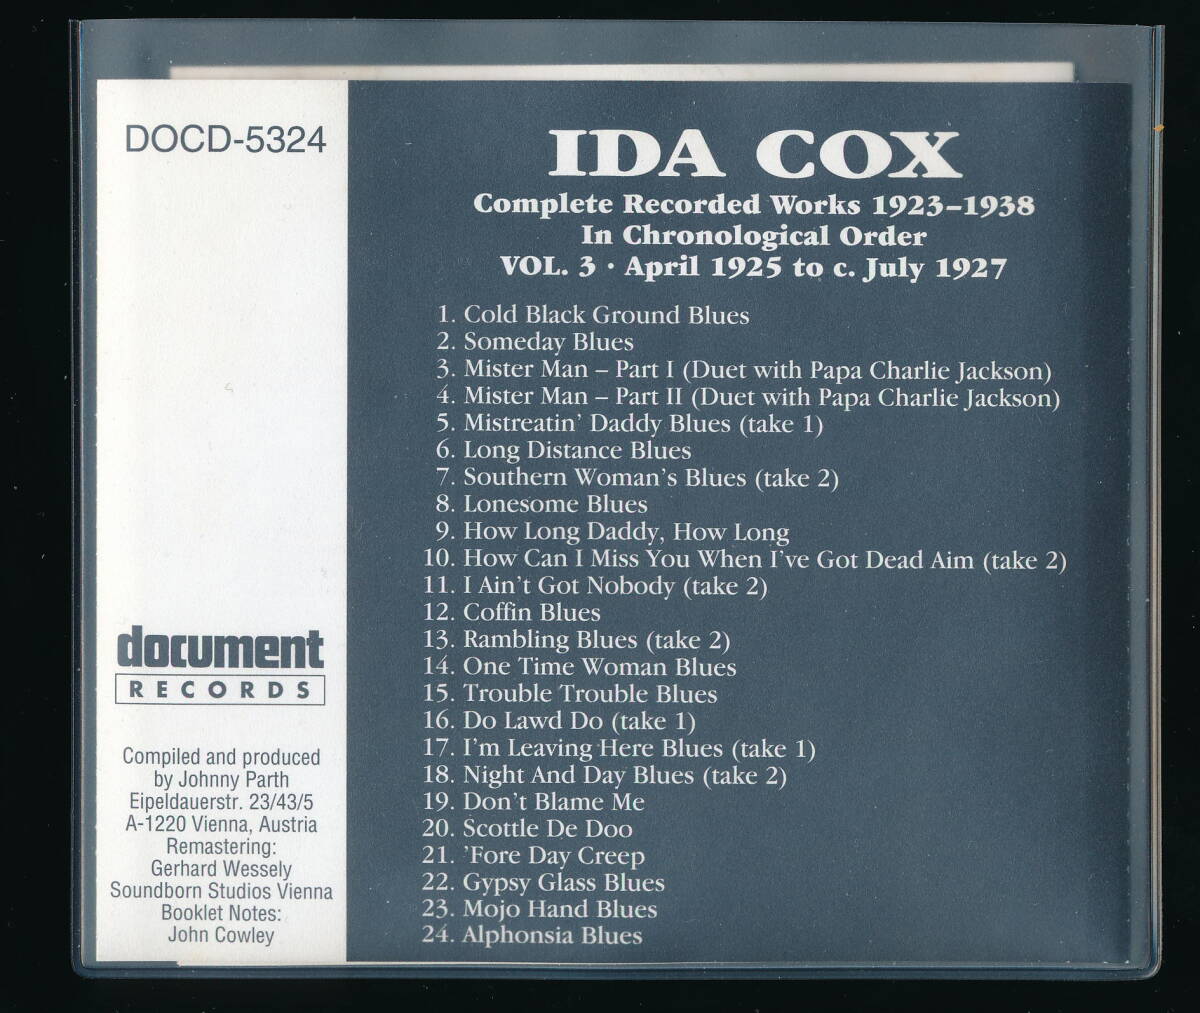 DOCD-5324
IDA COX
Complete Recorded Works 1923–1938
In Chronological Order
VOL. 3 · April 1925 to c. July 1927
1. Cold Black Ground Blues
2. Someday Blues
3. Mister Man – Part I (Duet with Papa Charlie Jackson)
4. Mister Man – Part II (Duet with Papa Charlie Jackson)
5. Mistreatin' Daddy Blues (take 1)
6. Long Distance Blues
7. Southern Woman's Blues (take 2)
8. Lonesome Blues
9. How Long Daddy, How Long
10. How Can I Miss You When I've Got Dead Aim (take 2)
11. I Ain't Got Nobody (take 2)
12. Coffin Blues
13. Rambling Blues (take 2)
14. One Time Woman Blues
15. Trouble Trouble Blues
16. Do Lawd Do (take 1)
17. I'm Leaving Here Blues (take 1)
18. Night And Day Blues (take 2)
19. Don't Blame Me
20. Scottle De Doo
21. 'Fore Day Creep
22. Gypsy Glass Blues
23. Mojo Hand Blues
24. Alphonsia Blues
document
RECORDS
Compiled and produced
by Johnny Parth
Eipeldauerstr. 23/43/5
A-1220 Vienna, Austria
Remastering:
Gerhard Wessely
Soundborn Studios Vienna
Booklet Notes:
John Cowley